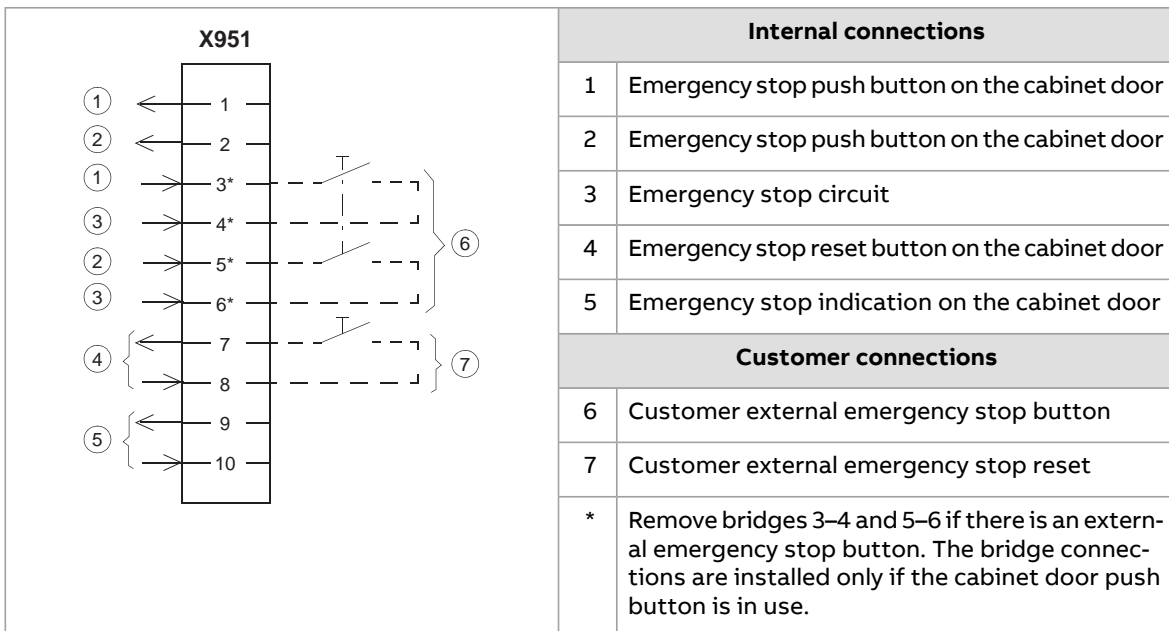 X951
① 1
② 2
① 3*
③ 4*
② 5*
③ 6*
⑥
7
④ 8
⑦
9
⑤ 10
Internal connections
1 Emergency stop push button on the cabinet door
2 Emergency stop push button on the cabinet door
3 Emergency stop circuit
4 Emergency stop reset button on the cabinet door
5 Emergency stop indication on the cabinet door
Customer connections
6 Customer external emergency stop button
7 Customer external emergency stop reset
* Remove bridges 3–4 and 5–6 if there is an extern-
al emergency stop button. The bridge connec-
tions are installed only if the cabinet door push
button is in use.